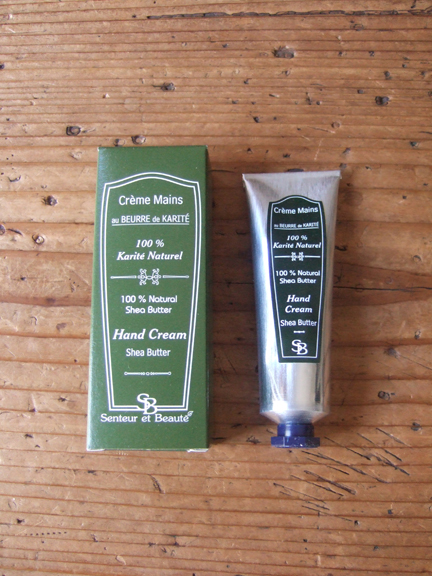 Crème Mains
au BEURRE de KARITÉ
100 %
Karité Naturel
100 % Natural
Shea Butter
Hand Cream
Shea Butter
SB
Senteur et Beauté
Crème Mains
au BEURRE de KARITÉ
100 %
Karité Naturel
100 % Natural
Shea Butter
Hand
Cream
Shea Butter
SB